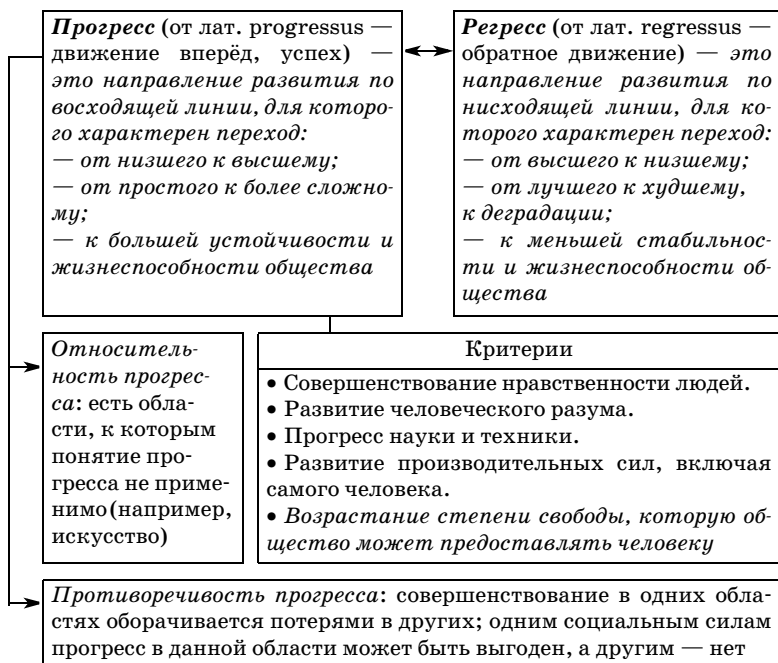 Прогресс (от лат. progressus —
движение вперёд, успех) —
это направление развития по
восходящей линии, для которо-
го характерен переход:
— от низшего к высшему;
— от простого к более сложно-
му;
— к большей устойчивости и
жизнеспособности общества
Регресс (от лат. regressus —
обратное движение) — это
направление развития по
нисходящей линии, для ко-
торого характерен переход:
— от высшего к низшему;
— от лучшего к худшему,
к деградации;
— к меньшей стабильнос-
ти и жизнеспособности об-
щества
Относитель-
ность прогрес-
са: есть обла-
сти, к которым
понятие про-
гресса не приме-
нимо(например,
искусство)
Критерии
• Совершенствование нравственности людей.
• Развитие человеческого разума.
• Прогресс науки и техники.
• Развитие производительных сил, включая
самого человека.
• Возрастание степени свободы, которую об-
щество может предоставлять человеку
Противоречивость прогресса: совершенствование в одних обла-
стях оборачивается потерями в других; одним социальным силам
прогресс в данной области может быть выгоден, а другим — нет